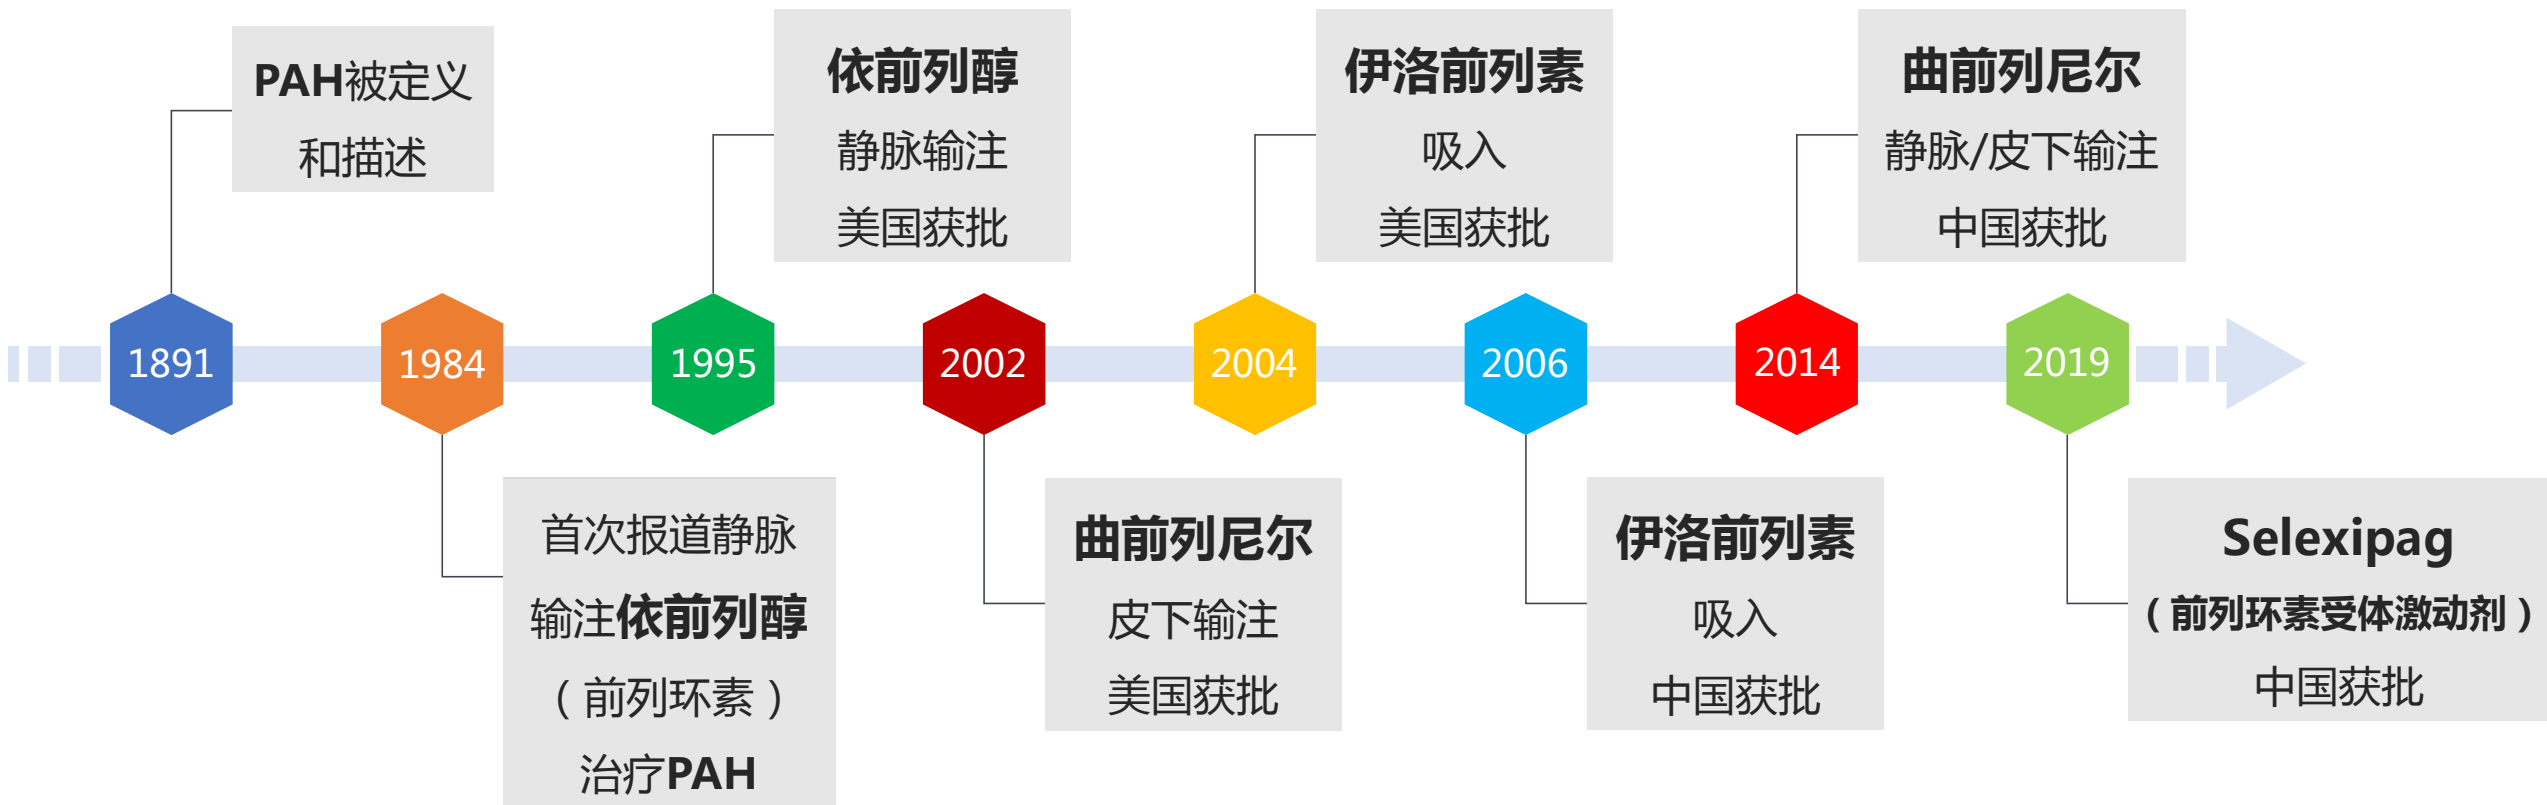 PAH被定义
和描述
依前列醇
静脉输注
美国获批
伊洛前列素
吸入
美国获批
曲前列尼尔
静脉/皮下输注
中国获批
1891
1984
1995
2002
2004
2006
2014
2019
首次报道静脉
输注依前列醇
（前列环素）
治疗PAH
曲前列尼尔
皮下输注
美国获批
伊洛前列素
吸入
中国获批
Selexipag
（前列环素受体激动剂）
中国获批